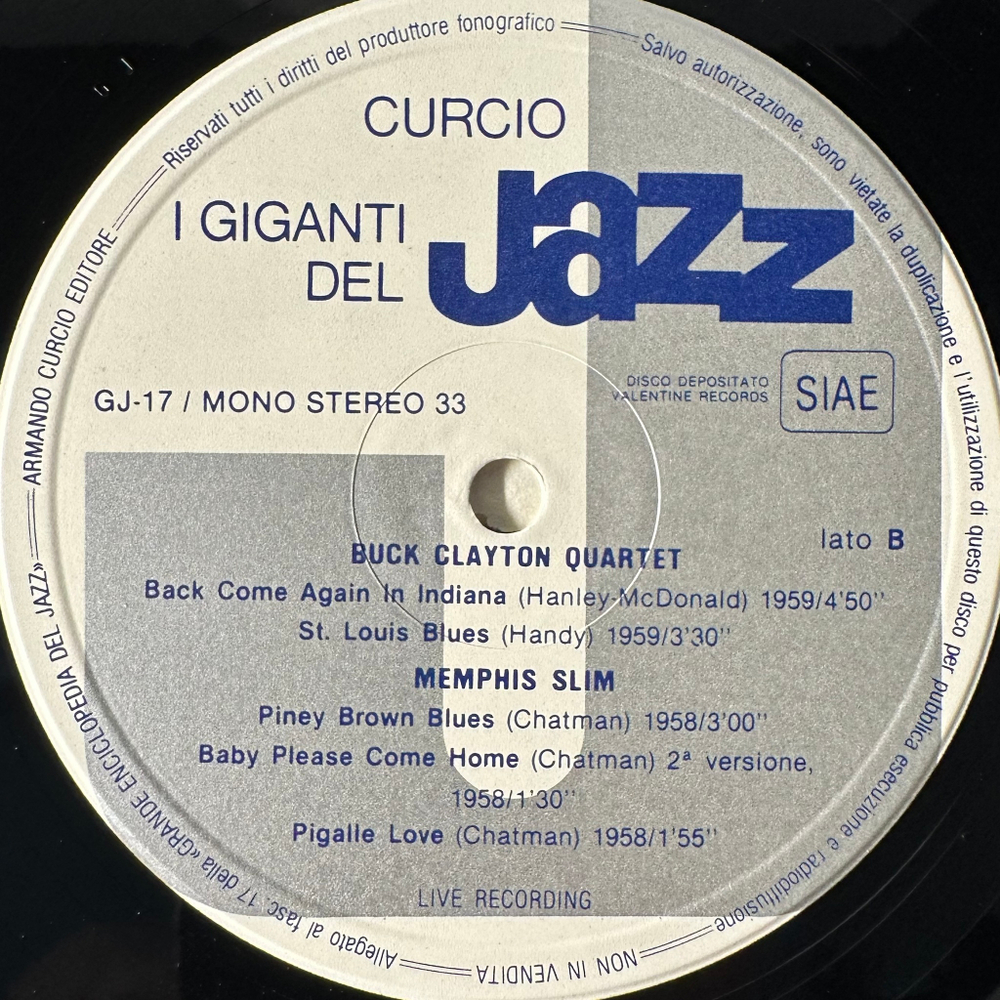 CURCIO
I GIGANTI
DEL
Jazz
GJ-17 / MONO STEREO 33
DISCO DEPOSITATO
VALENTINE RECORDS
SIAE
lato B
BUCK CLAYTON QUARTET
Back Come Again In Indiana (Hanley-McDonald) 1959/4'50''
St. Louis Blues (Handy) 1959/3'30''
MEMPHIS SLIM
Piney Brown Blues (Chatman) 1958/3'00''
Baby Please Come Home (Chatman) 2ª versione,
1958/1'30''
Pigalle Love (Chatman) 1958/1'55''
LIVE RECORDING
Riservati tutti i diritti del produttore fonografico
Salvo autorizzazione, sono vietate la duplicazione e l'utilizzazione di questo disco per pubblica esecuzione e radiodiffusione
NON IN VENDITA
Allegato al fasc. 17 della «GRANDE ENCICLOPEDIA DEL JAZZ»
ARMANDO CURCIO EDITORE